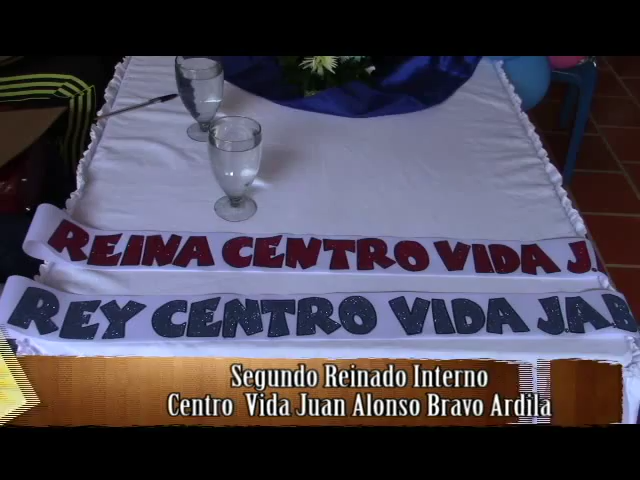 REINA CENTRO VIDA J.
REY CENTRO VIDA J.A.B
Segundo Reinado Interno
Centro Vida Juan Alonso Bravo Ardila